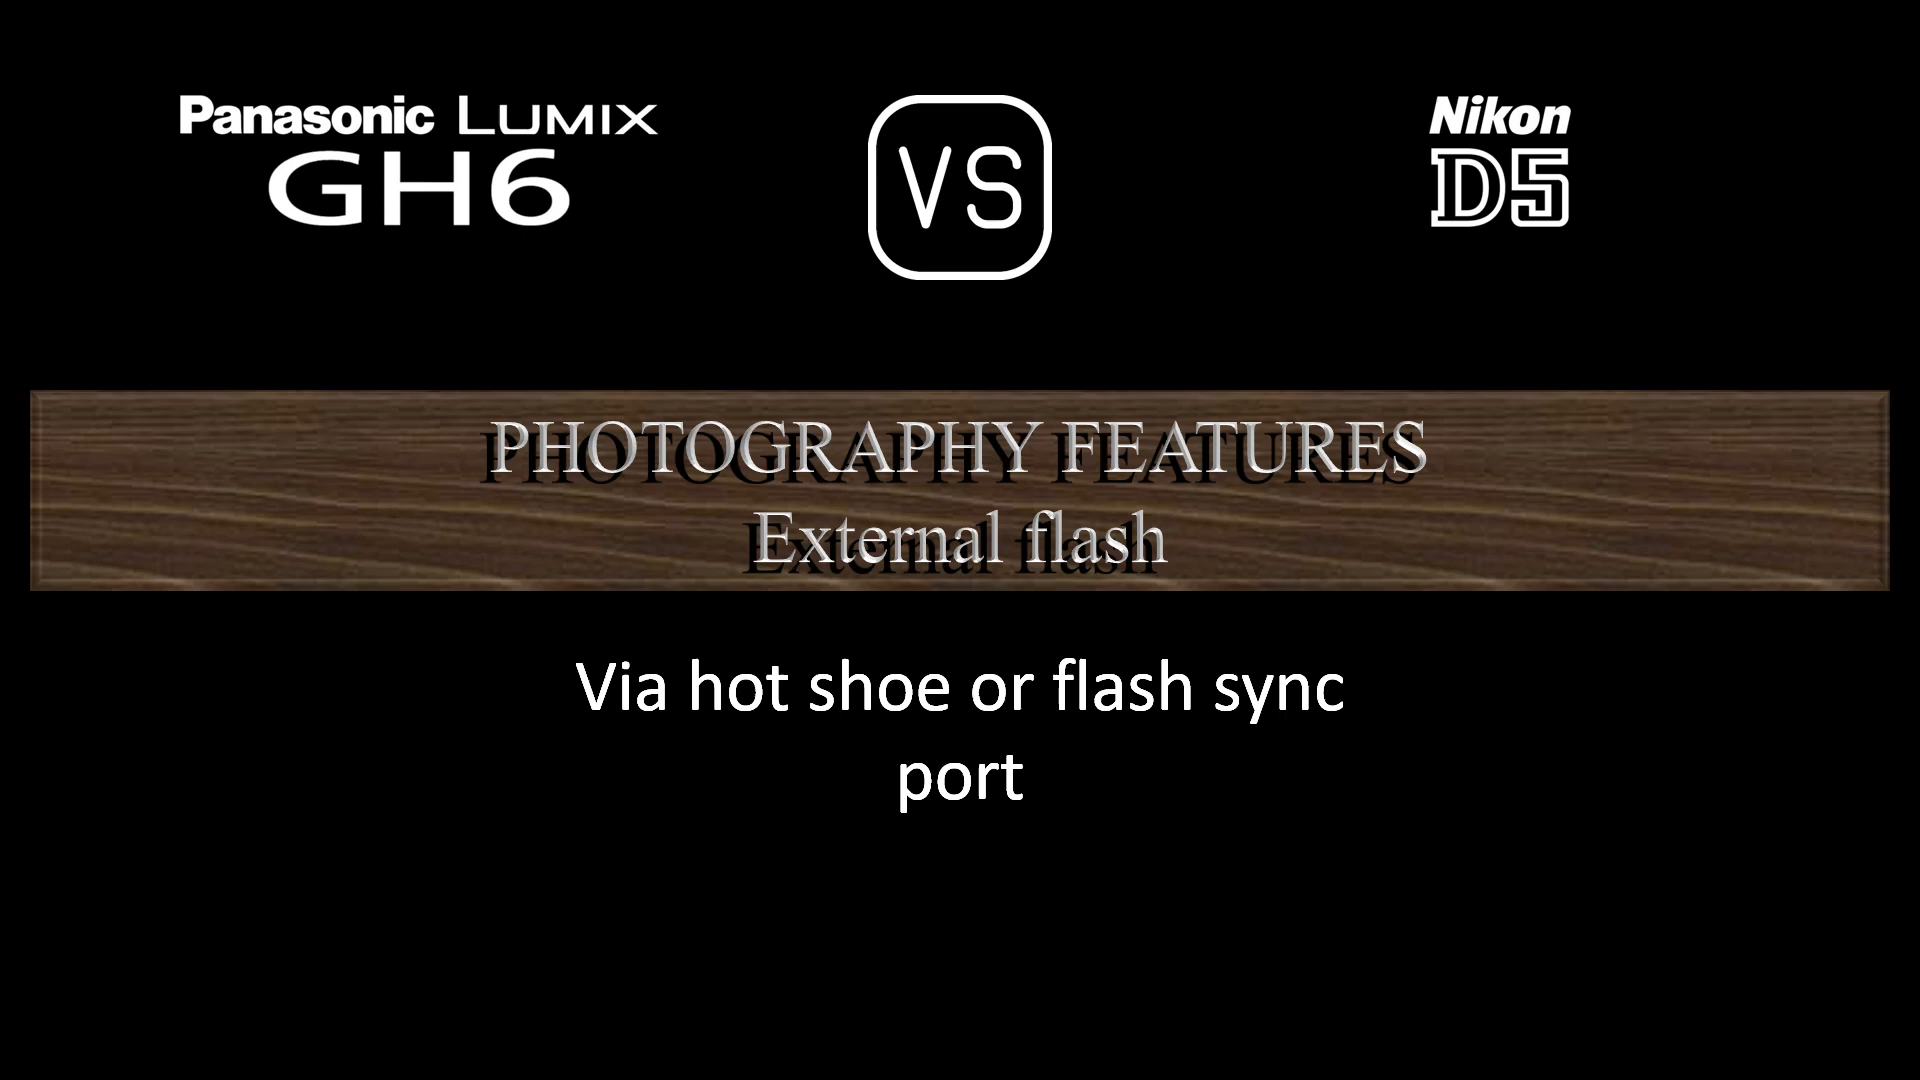 Panasonic LUMIX
GH6
VS
Nikon
D5
PHOTOGRAPHY FEATURES
External flash
Via hot shoe or flash sync
port